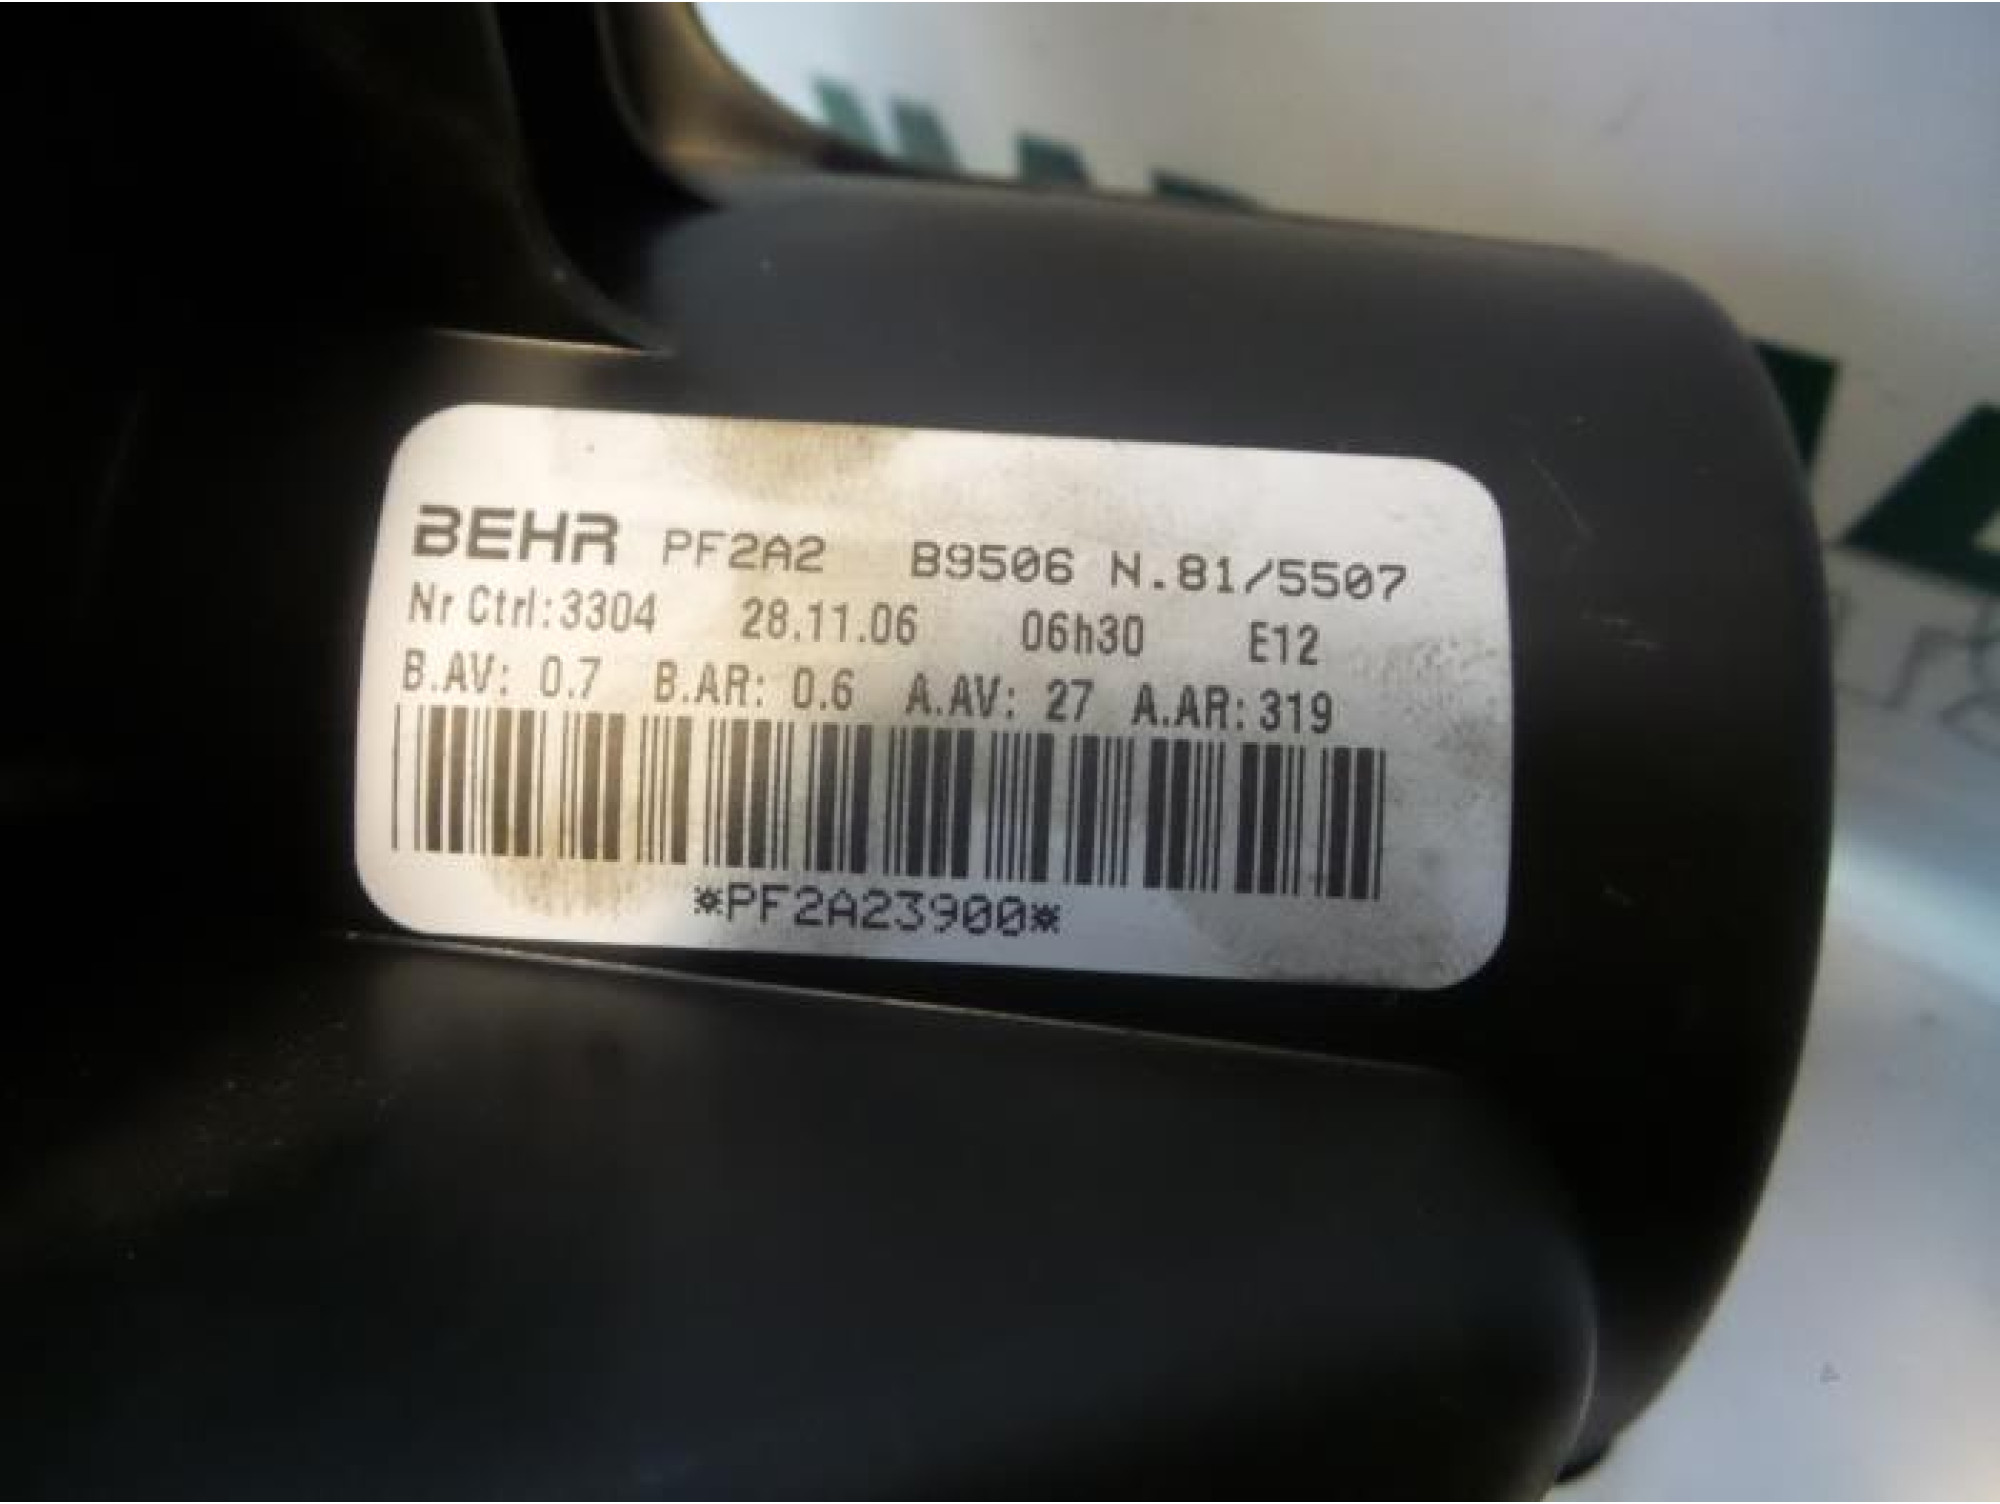 BEHR PF2A2 B9506 N.81/5507
Nr Ctrl:3304 28.11.06 06h30 E12
B.AV: 0.7 B.AR: 0.6 A.AV: 27 A.AR:319
*PF2A23900*